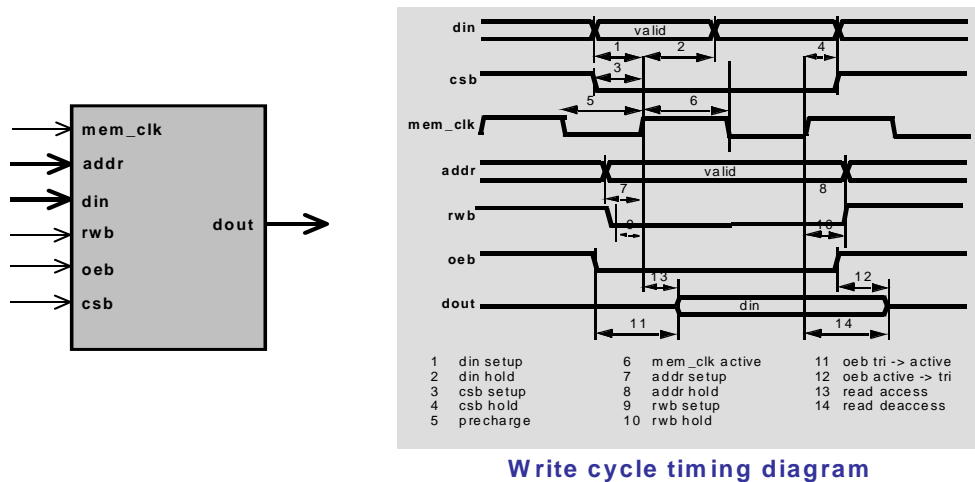 mem_clk
addr
din
rwb
dout
oeb
csb
din
valid
1
2
4
3
csb
5
6
mem_clk
addr
valid
7
8
rwb
9
10
oeb
13
12
dout
din
11
14
1 din setup
2 din hold
3 csb setup
4 csb hold
5 precharge
6 mem_clk active
7 addr setup
8 addr hold
9 rwb setup
10 rwb hold
11 oeb tri -> active
12 oeb active -> tri
13 read access
14 read deaccess
Write cycle timing diagram